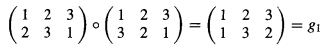 ( 1 2 3 ) ∘ ( 1 2 3 ) = ( 1 2 3 ) = g₁
( 2 3 1 ) ( 3 2 1 ) ( 1 3 2 )